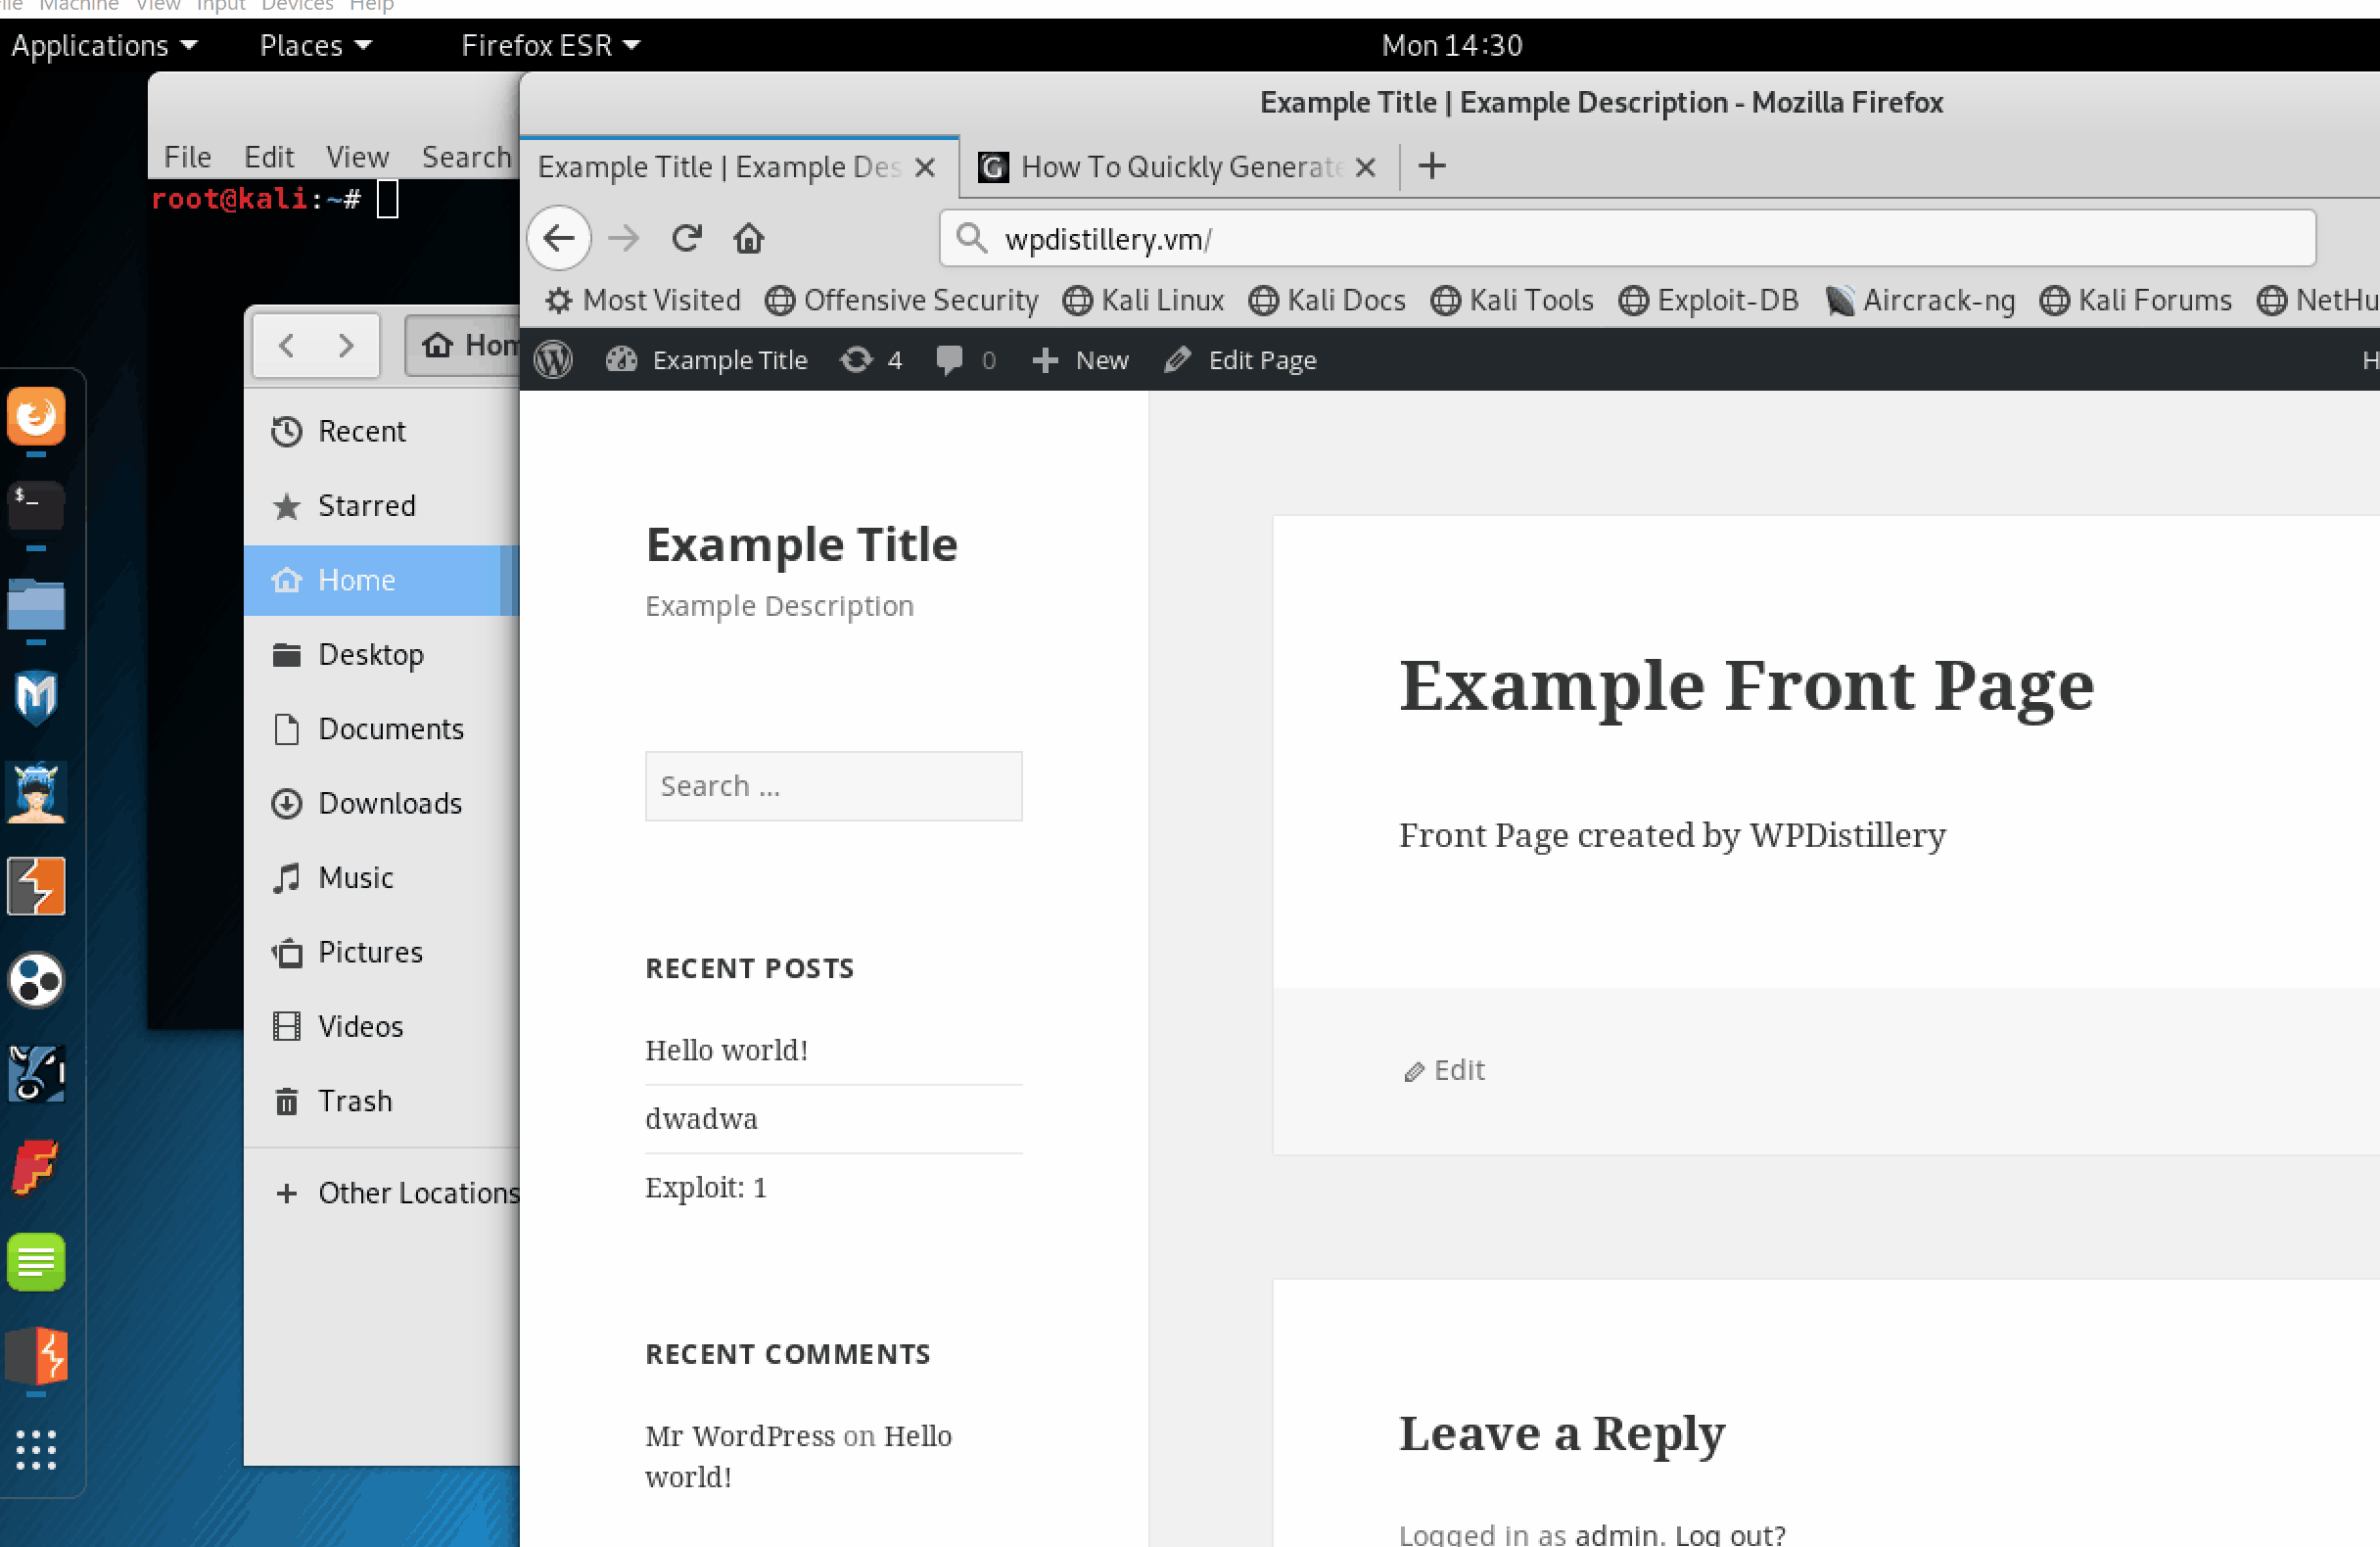 File Machine View Input Devices Help
Applications Places Firefox ESR Mon 14:30
Example Title | Example Description - Mozilla Firefox
File Edit View Search
Example Title | Example Des How To Quickly Generate
root@kali:~#
wpdistillery.vm/
Most Visited Offensive Security Kali Linux Kali Docs Kali Tools Exploit-DB Aircrack-ng Kali Forums NetHu
Hom
Example Title 4 0 New Edit Page H
Recent
Starred
Home
Desktop
Documents
Downloads
Music
Pictures
Videos
Trash
Other Locations
Example Title
Example Description
Search ...
RECENT POSTS
Hello world!
dwadwa
Exploit: 1
RECENT COMMENTS
Mr WordPress on Hello
world!
Example Front Page
Front Page created by WPDistillery
Edit
Leave a Reply
Logged in as admin. Log out?